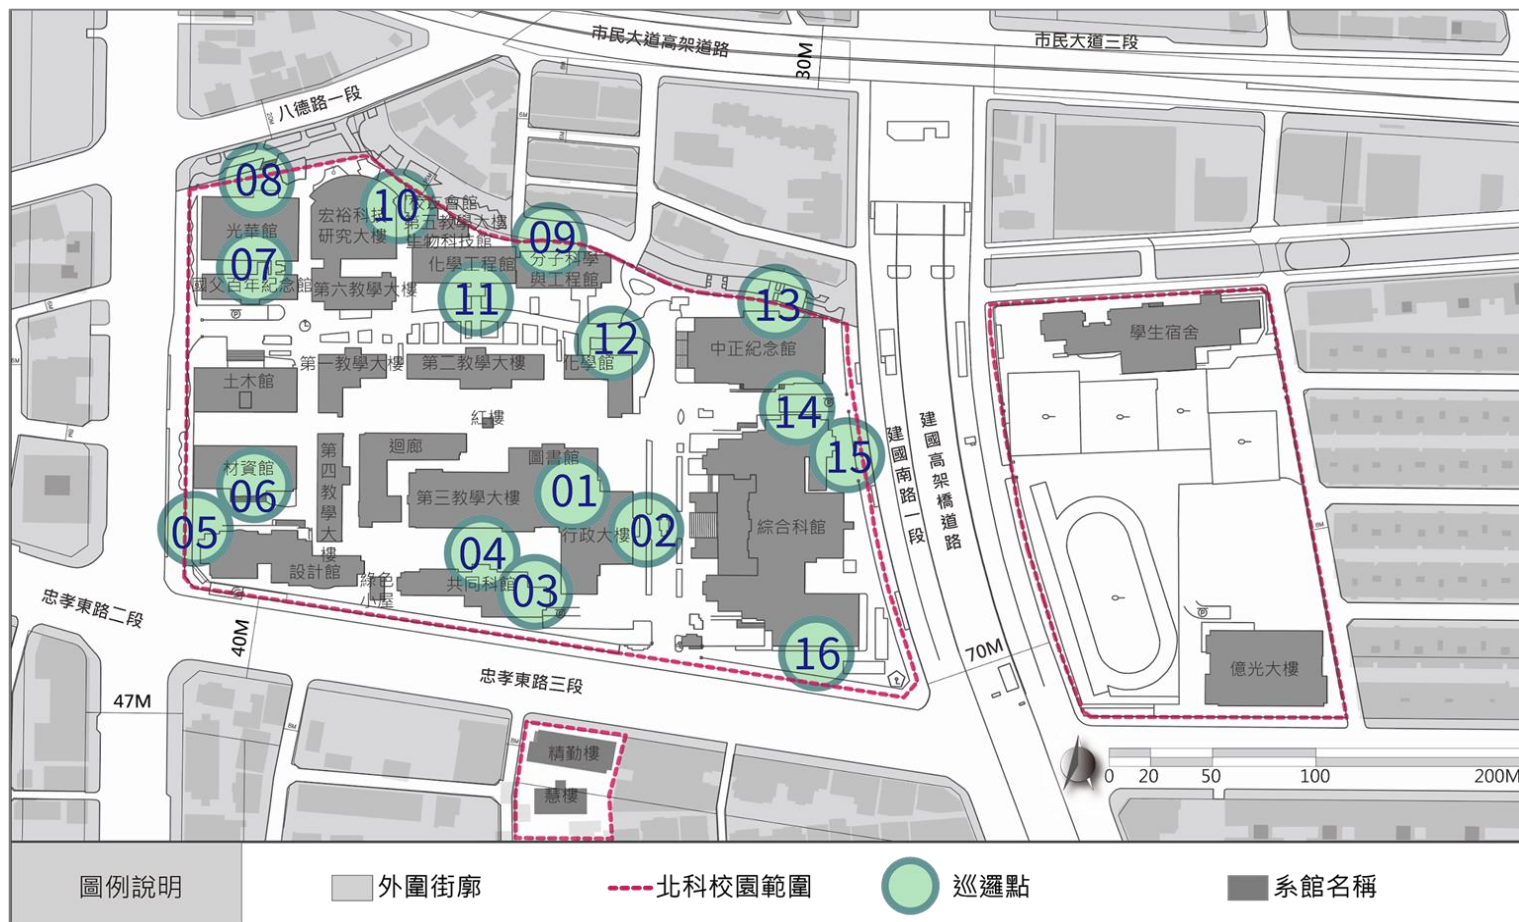 市民大道高架道路
30M
市民大道三段
八德路一段
20M
08
10
校友會館
宏裕科技
研究大樓
第五教學大樓
生物科技館
09
光華館
07
化學工程館
分子科學
與工程館
國父百年紀念館
第六教學大樓
11
13
12
中正紀念館
學生宿舍
第一教學大樓
第二教學大樓
化學館
土木館
14
紅樓
15
建國南路一段
建國高架橋道路
迴廊
第四教學大樓
圖書館
材資館
06
第三教學大樓
01
05
行政大樓
02
綜合科館
04
設計館
綠色
小屋
共同科館
03
忠孝東路二段
40M
16
70M
億光大樓
忠孝東路三段
47M
精勤樓
慧樓
0 20 50 100 200M
圖例說明
外圍街廓
北科校園範圍
巡邏點
系館名稱